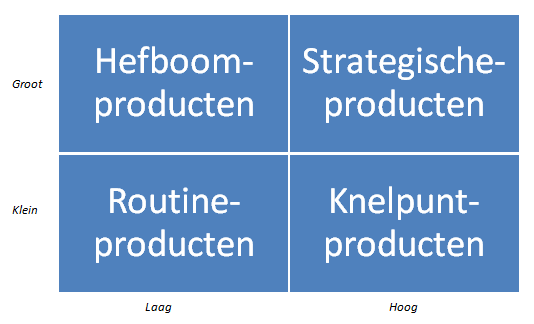 Groot
Hefboom-
producten
Strategische-
producten
Klein
Routine-
producten
Knelpunt-
producten
Laag
Hoog